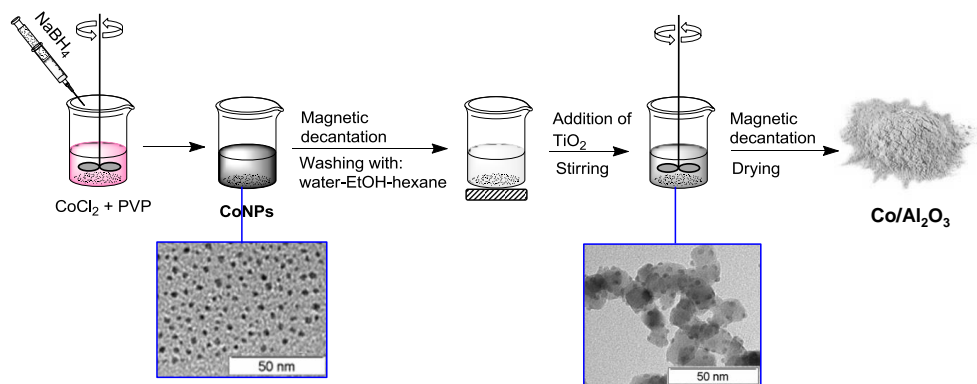 NaBH₄
CoCl₂ + PVP
CoNPs
Magnetic
decantation
Washing with:
water-EtOH-hexane
Addition of
TiO₂
Stirring
Magnetic
decantation
Drying
Co/Al₂O₃
50 nm
50 nm